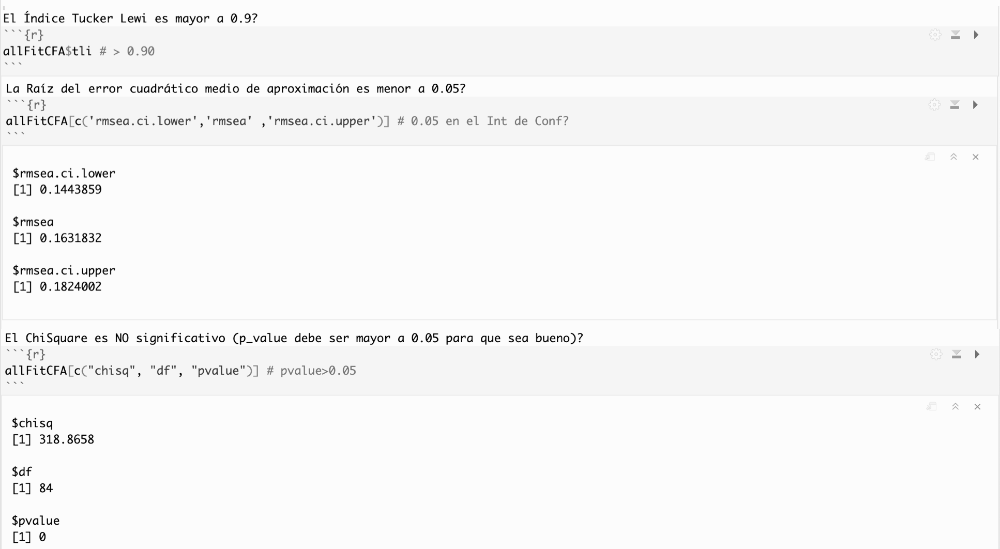 El Índice Tucker Lewi es mayor a 0.9?
```{r}
allFitCFA$tli # > 0.90
```
La Raíz del error cuadrático medio de aproximación es menor a 0.05?
```{r}
allFitCFA[c('rmsea.ci.lower','rmsea' ,'rmsea.ci.upper')] # 0.05 en el Int de Conf?
```
$rmsea.ci.lower
[1] 0.1443859
$rmsea
[1] 0.1631832
$rmsea.ci.upper
[1] 0.1824002
El ChiSquare es NO significativo (p_value debe ser mayor a 0.05 para que sea bueno)?
```{r}
allFitCFA[c("chisq", "df", "pvalue")] # pvalue>0.05
```
$chisq
[1] 318.8658
$df
[1] 84
$pvalue
[1] 0